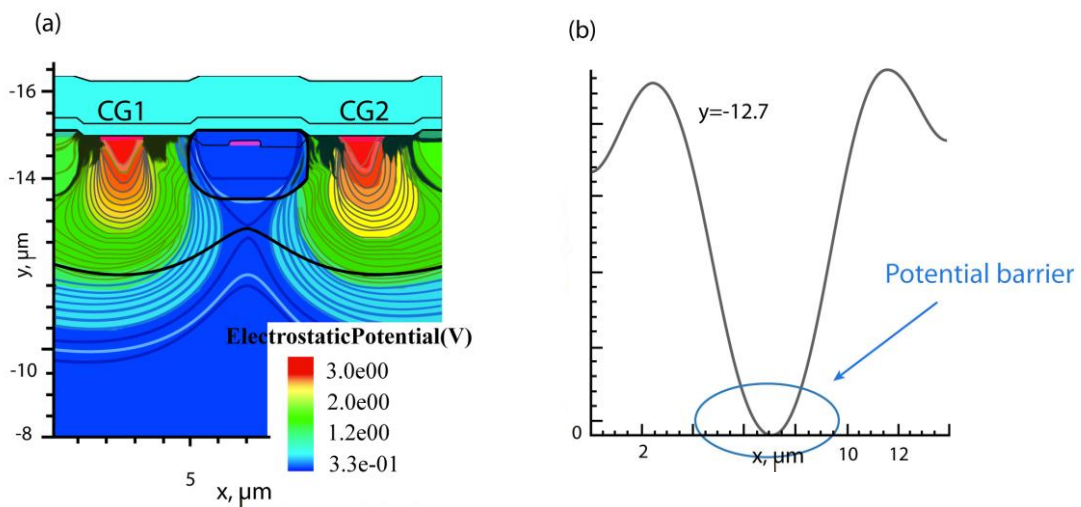 (a)
-16
CG1
CG2
-14
y, μm
-10
-8
5
x, μm
ElectrostaticPotential(V)
3.0e00
2.0e00
1.2e00
3.3e-01
(b)
y=-12.7
Potential barrier
0
2
x, μm
10
12